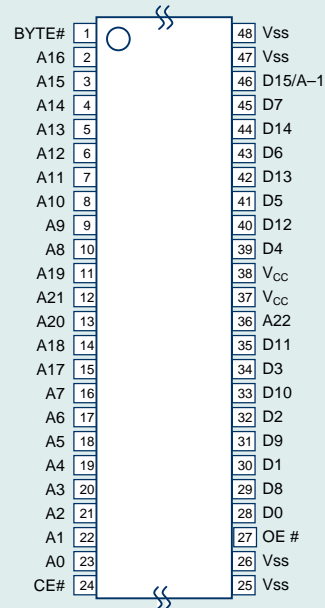 BYTE# 1 48 Vss
A16 2 47 Vss
A15 3 46 D15/A–1
A14 4 45 D7
A13 5 44 D14
A12 6 43 D6
A11 7 42 D13
A10 8 41 D5
A9 9 40 D12
A8 10 39 D4
A19 11 38 VCC
A21 12 37 VCC
A20 13 36 A22
A18 14 35 D11
A17 15 34 D3
A7 16 33 D10
A6 17 32 D2
A5 18 31 D9
A4 19 30 D1
A3 20 29 D8
A2 21 28 D0
A1 22 27 OE #
A0 23 26 Vss
CE# 24 25 Vss